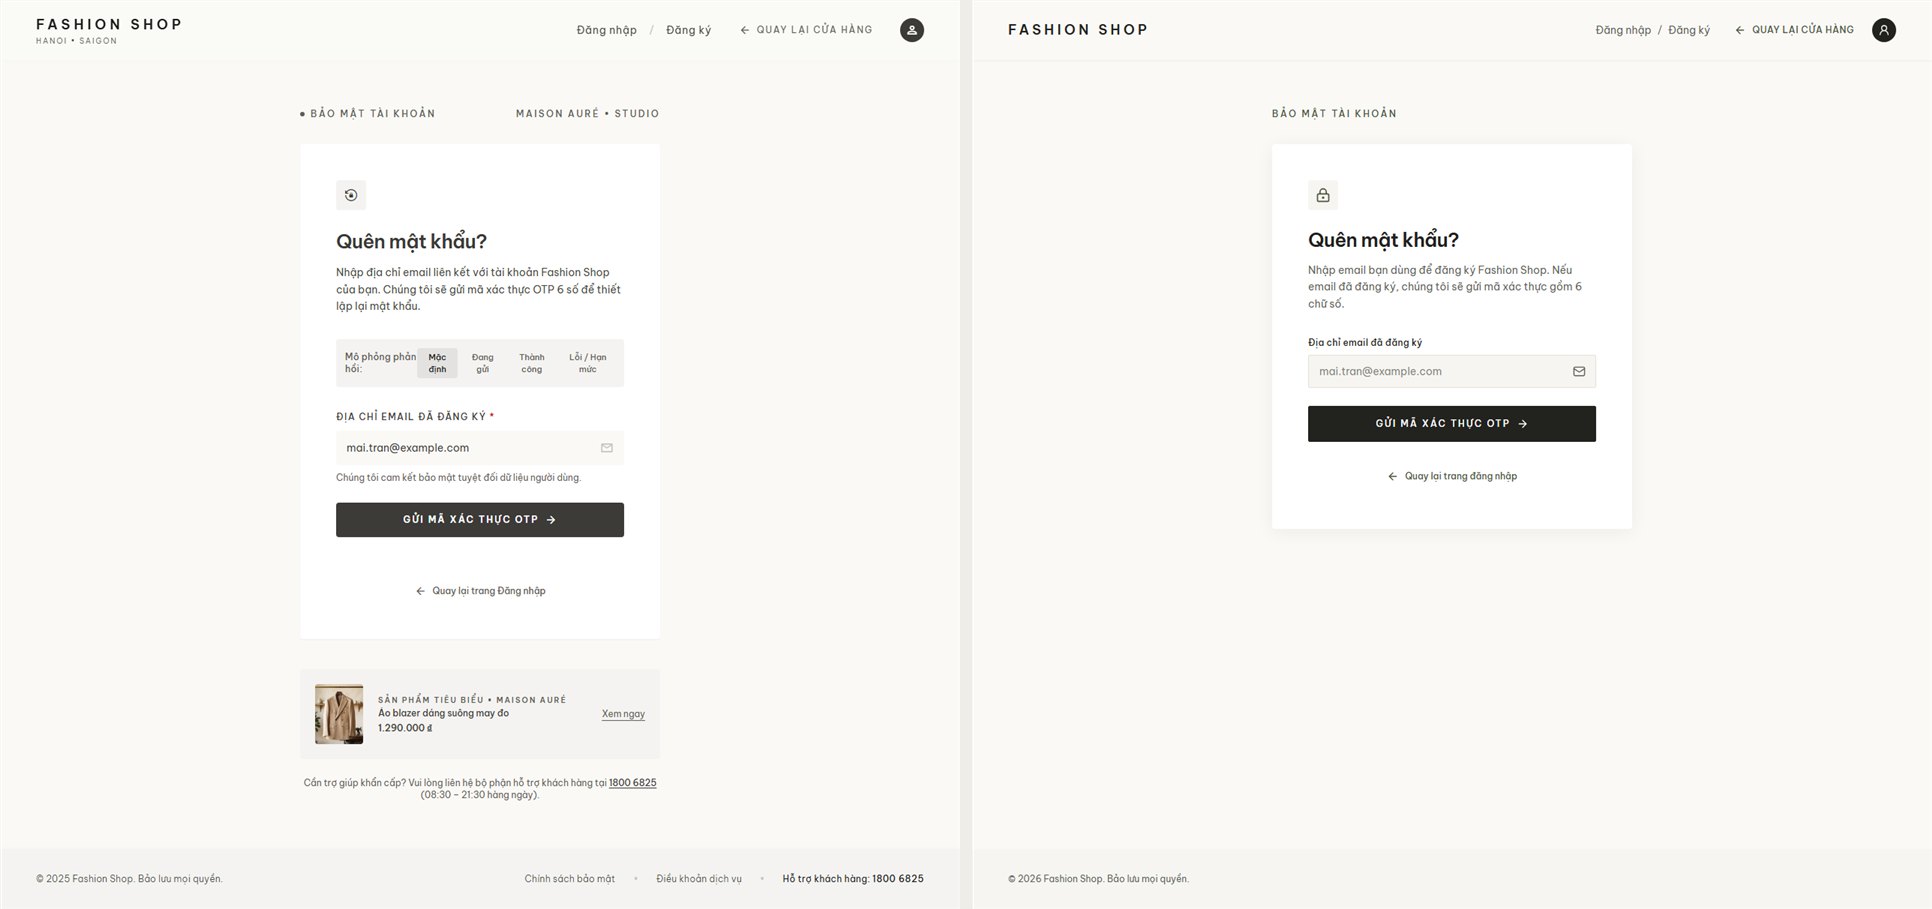 FASHION SHOP
HANOI • SAIGON
Đăng nhập / Đăng ký
← QUAY LẠI CỬA HÀNG
• BẢO MẬT TÀI KHOẢN
MAISON AURÉ • STUDIO
Quên mật khẩu?
Nhập địa chỉ email liên kết với tài khoản Fashion Shop
của bạn. Chúng tôi sẽ gửi mã xác thực OTP 6 số để thiết
lập lại mật khẩu.
Mô phỏng phản
hồi:
Mặc
định
Đang
gửi
Thành
công
Lỗi / Hạn
mức
ĐỊA CHỈ EMAIL ĐÃ ĐĂNG KÝ *
mai.tran@example.com
Chúng tôi cam kết bảo mật tuyệt đối dữ liệu người dùng.
GỬI MÃ XÁC THỰC OTP →
← Quay lại trang Đăng nhập
SẢN PHẨM TIÊU BIỂU • MAISON AURÉ
Áo blazer dáng suông may đo
1.290.000 ₫
Xem ngay
Cần trợ giúp khẩn cấp? Vui lòng liên hệ bộ phận hỗ trợ khách hàng tại 1800 6825
(08:30 – 21:30 hàng ngày).
© 2025 Fashion Shop. Bảo lưu mọi quyền.
Chính sách bảo mật • Điều khoản dịch vụ • Hỗ trợ khách hàng: 1800 6825
FASHION SHOP
Đăng nhập / Đăng ký
← QUAY LẠI CỬA HÀNG
BẢO MẬT TÀI KHOẢN
Quên mật khẩu?
Nhập email bạn dùng để đăng ký Fashion Shop. Nếu
email đã đăng ký, chúng tôi sẽ gửi mã xác thực gồm 6
chữ số.
Địa chỉ email đã đăng ký
mai.tran@example.com
GỬI MÃ XÁC THỰC OTP →
← Quay lại trang đăng nhập
© 2026 Fashion Shop. Bảo lưu mọi quyền.